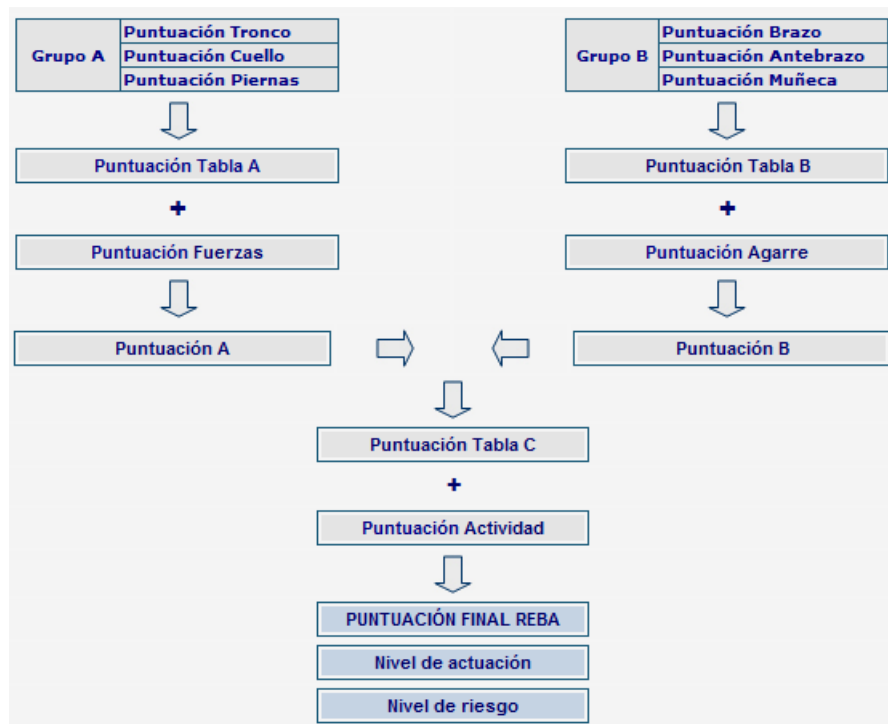 Grupo A
Puntuación Tronco
Puntuación Cuello
Puntuación Piernas
Grupo B
Puntuación Brazo
Puntuación Antebrazo
Puntuación Muñeca
Puntuación Tabla A
Puntuación Tabla B
+
+
Puntuación Fuerzas
Puntuación Agarre
Puntuación A
Puntuación B
Puntuación Tabla C
+
Puntuación Actividad
PUNTUACIÓN FINAL REBA
Nivel de actuación
Nivel de riesgo